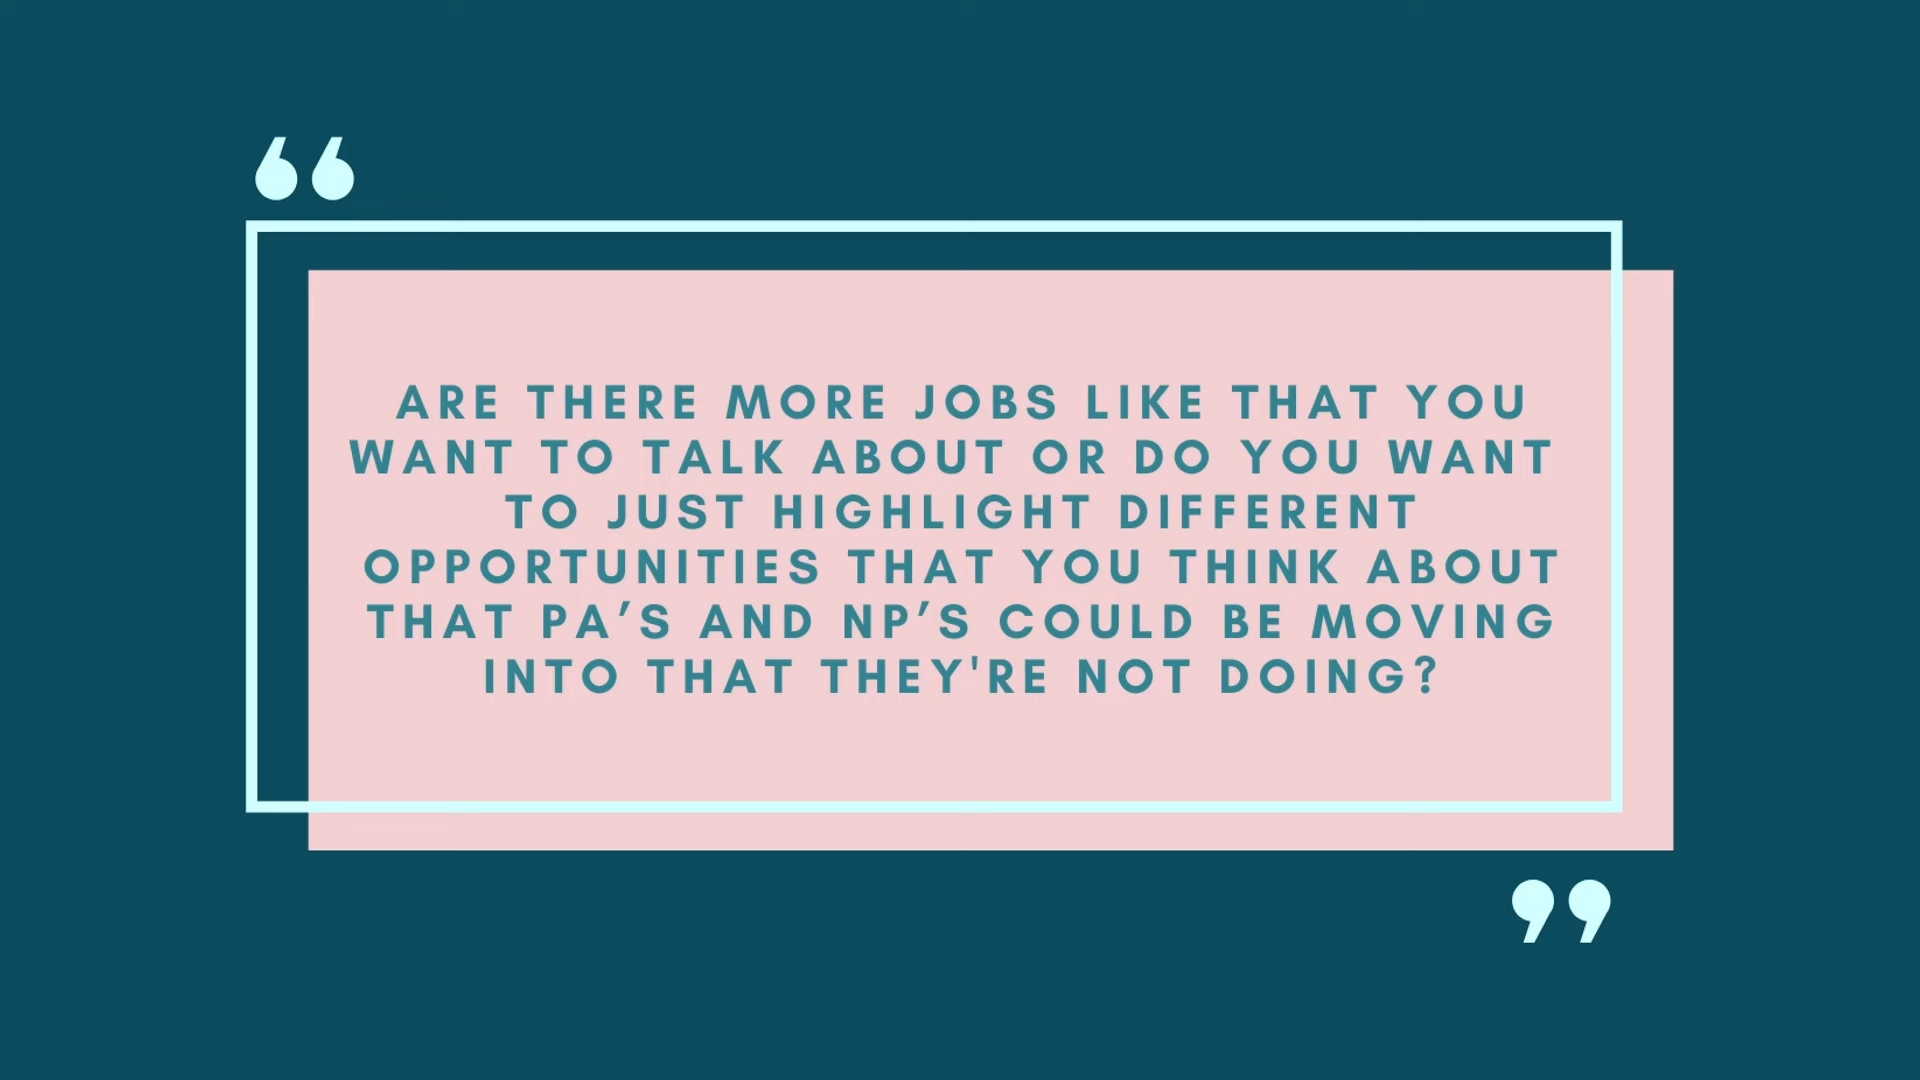 “
ARE THERE MORE JOBS LIKE THAT YOU
WANT TO TALK ABOUT OR DO YOU WANT
TO JUST HIGHLIGHT DIFFERENT
OPPORTUNITIES THAT YOU THINK ABOUT
THAT PA’S AND NP’S COULD BE MOVING
INTO THAT THEY'RE NOT DOING?
”